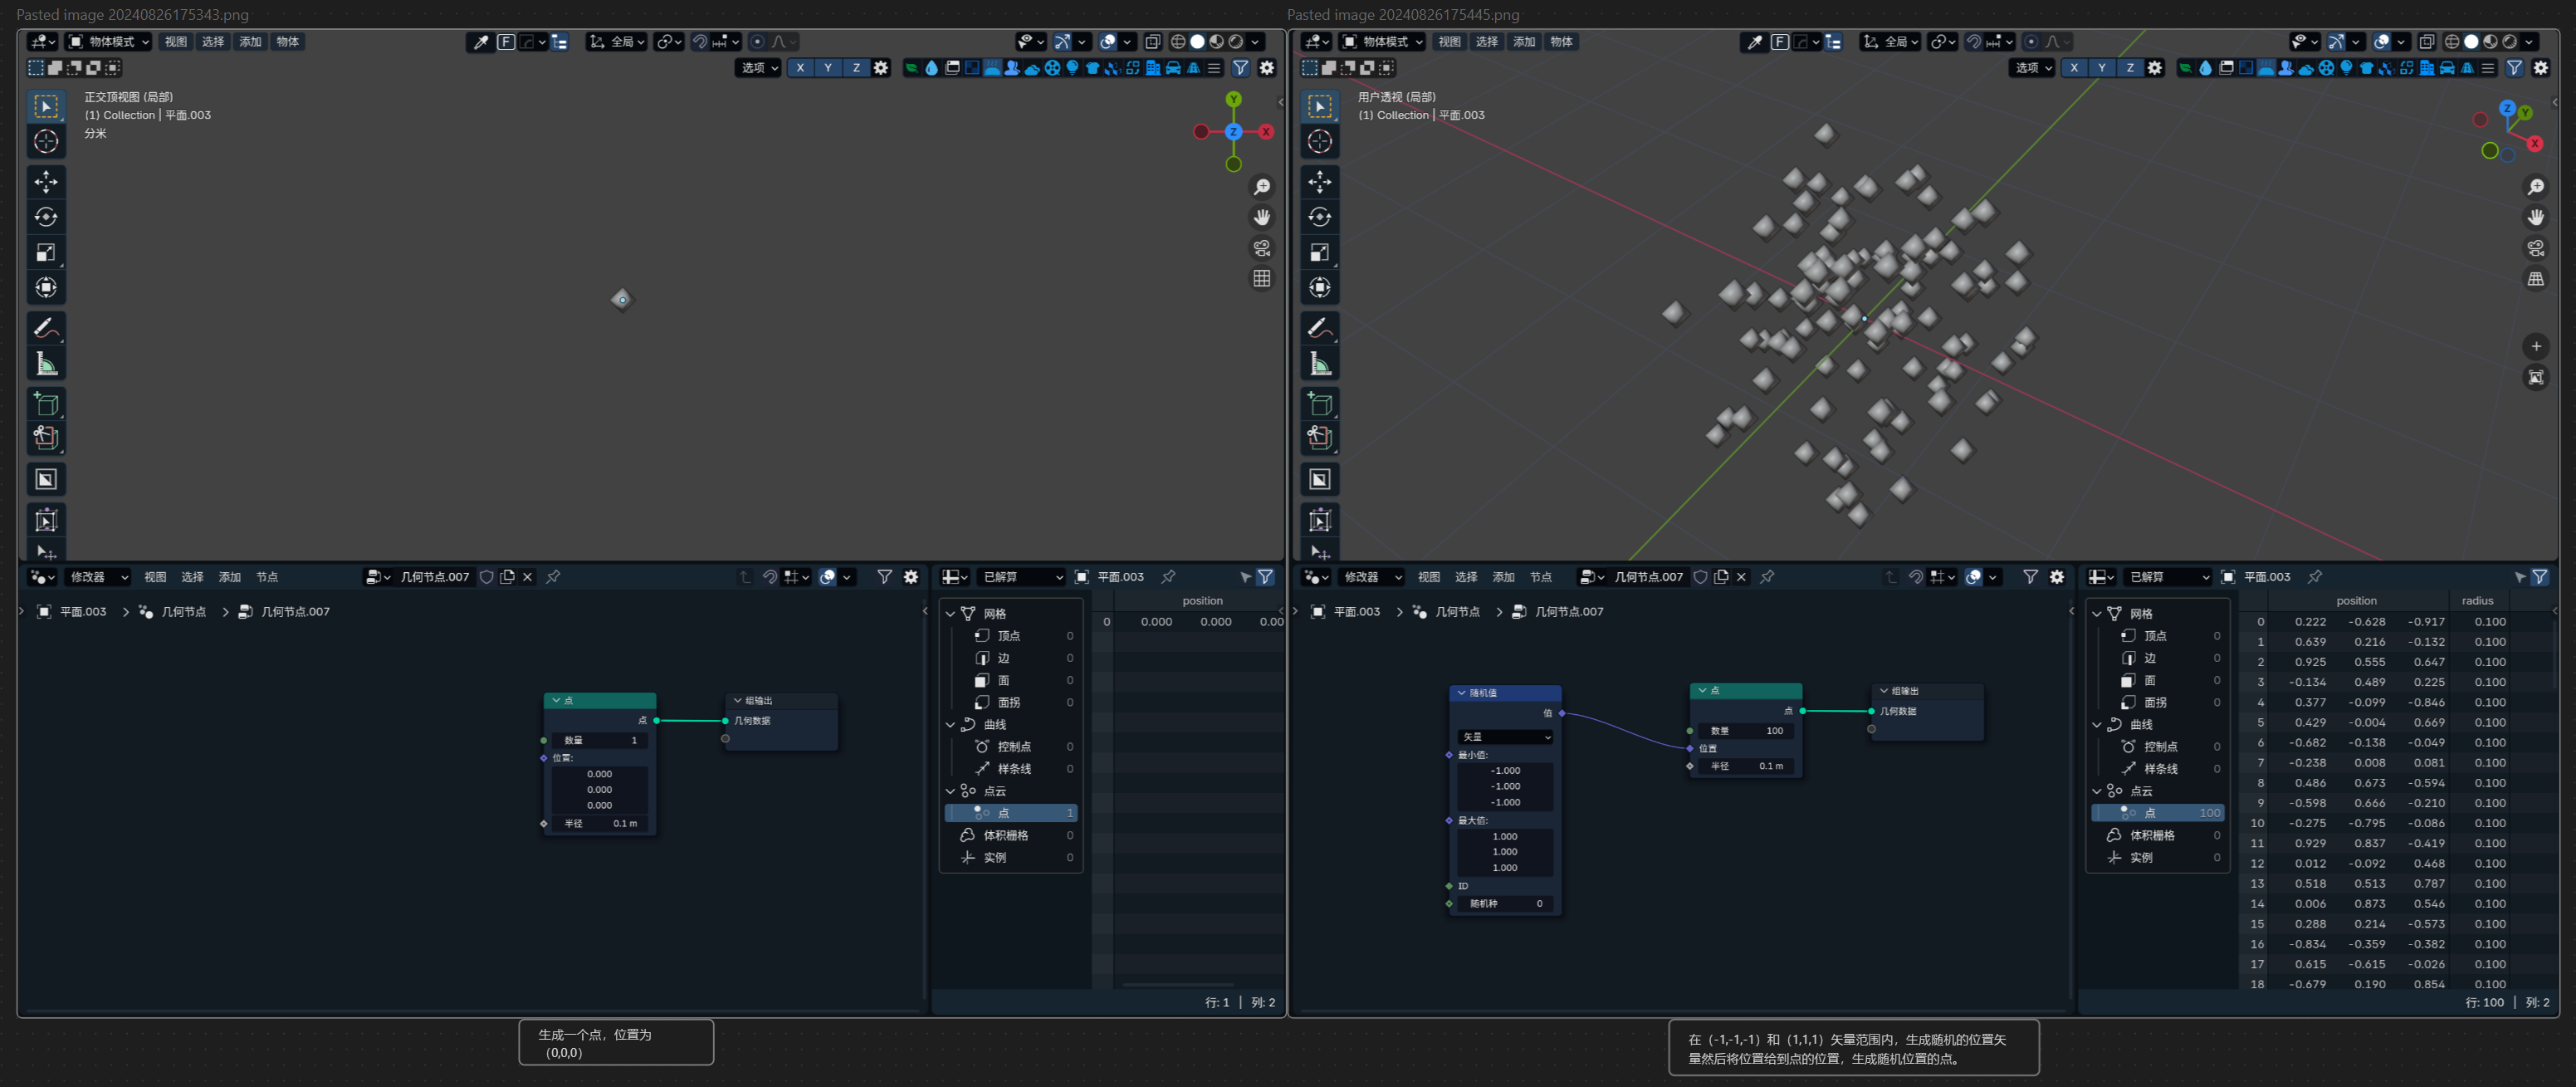 Pasted image 20240826175343.png
物体模式 视图 选择 添加 物体
全局
选项 X Y Z
正交顶视图 (局部)
(1) Collection | 平面.003
分米
Y
Z X
修改器 视图 选择 添加 节点 几何节点.007
平面.003 > 几何节点 > 几何节点.007
点
点
数量 1
位置:
0.000
0.000
0.000
半径 0.1 m
组输出
几何数据
已解算 平面.003
网格
顶点 0
边 0
面 0
面拐 0
曲线
控制点 0
样条线 0
点云
点 1
体积栅格 0
实例 0
position
0 0.000 0.000 0.00
行: 1 | 列: 2
生成一个点，位置为
（0,0,0）
Pasted image 20240826175445.png
物体模式 视图 选择 添加 物体
全局
选项 X Y Z
用户透视 (局部)
(1) Collection | 平面.003
Z Y
X
修改器 视图 选择 添加 节点 几何节点.007
平面.003 > 几何节点 > 几何节点.007
随机值
值
矢量
最小值:
-1.000
-1.000
-1.000
最大值:
1.000
1.000
1.000
ID
随机种 0
点
点
数量 100
位置
半径 0.1 m
组输出
几何数据
已解算 平面.003
网格
顶点 0
边 0
面 0
面拐 0
曲线
控制点 0
样条线 0
点云
点 100
体积栅格 0
实例 0
position radius
0 0.222 -0.628 -0.917 0.100
1 0.639 0.216 -0.132 0.100
2 0.925 0.555 0.647 0.100
3 -0.134 0.489 0.225 0.100
4 0.377 -0.099 -0.846 0.100
5 0.429 -0.004 0.669 0.100
6 -0.682 -0.138 -0.049 0.100
7 -0.238 0.008 0.081 0.100
8 0.486 0.673 -0.594 0.100
9 -0.598 0.666 -0.210 0.100
10 -0.275 -0.795 -0.086 0.100
11 0.929 0.837 -0.419 0.100
12 0.012 -0.092 0.468 0.100
13 0.518 0.513 0.787 0.100
14 0.006 0.873 0.546 0.100
15 0.288 0.214 -0.573 0.100
16 -0.834 -0.359 -0.382 0.100
17 0.615 -0.615 -0.026 0.100
18 -0.679 0.190 0.854 0.100
行: 100 | 列: 2
在（-1,-1,-1）和（1,1,1）矢量范围内，生成随机的位置矢
量然后将位置给到点的位置，生成随机位置的点。